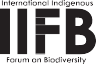 International Indigenous
IIFB
Forum on Biodiversity